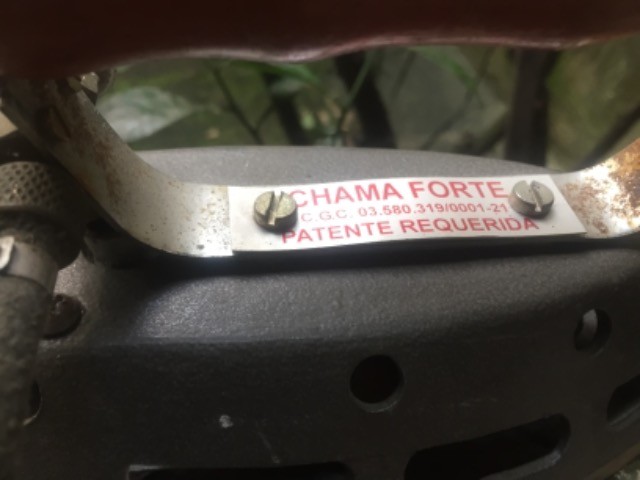 CHAMA FORTE
C.G.C. 03.580.319/0001-21
PATENTE REQUERIDA